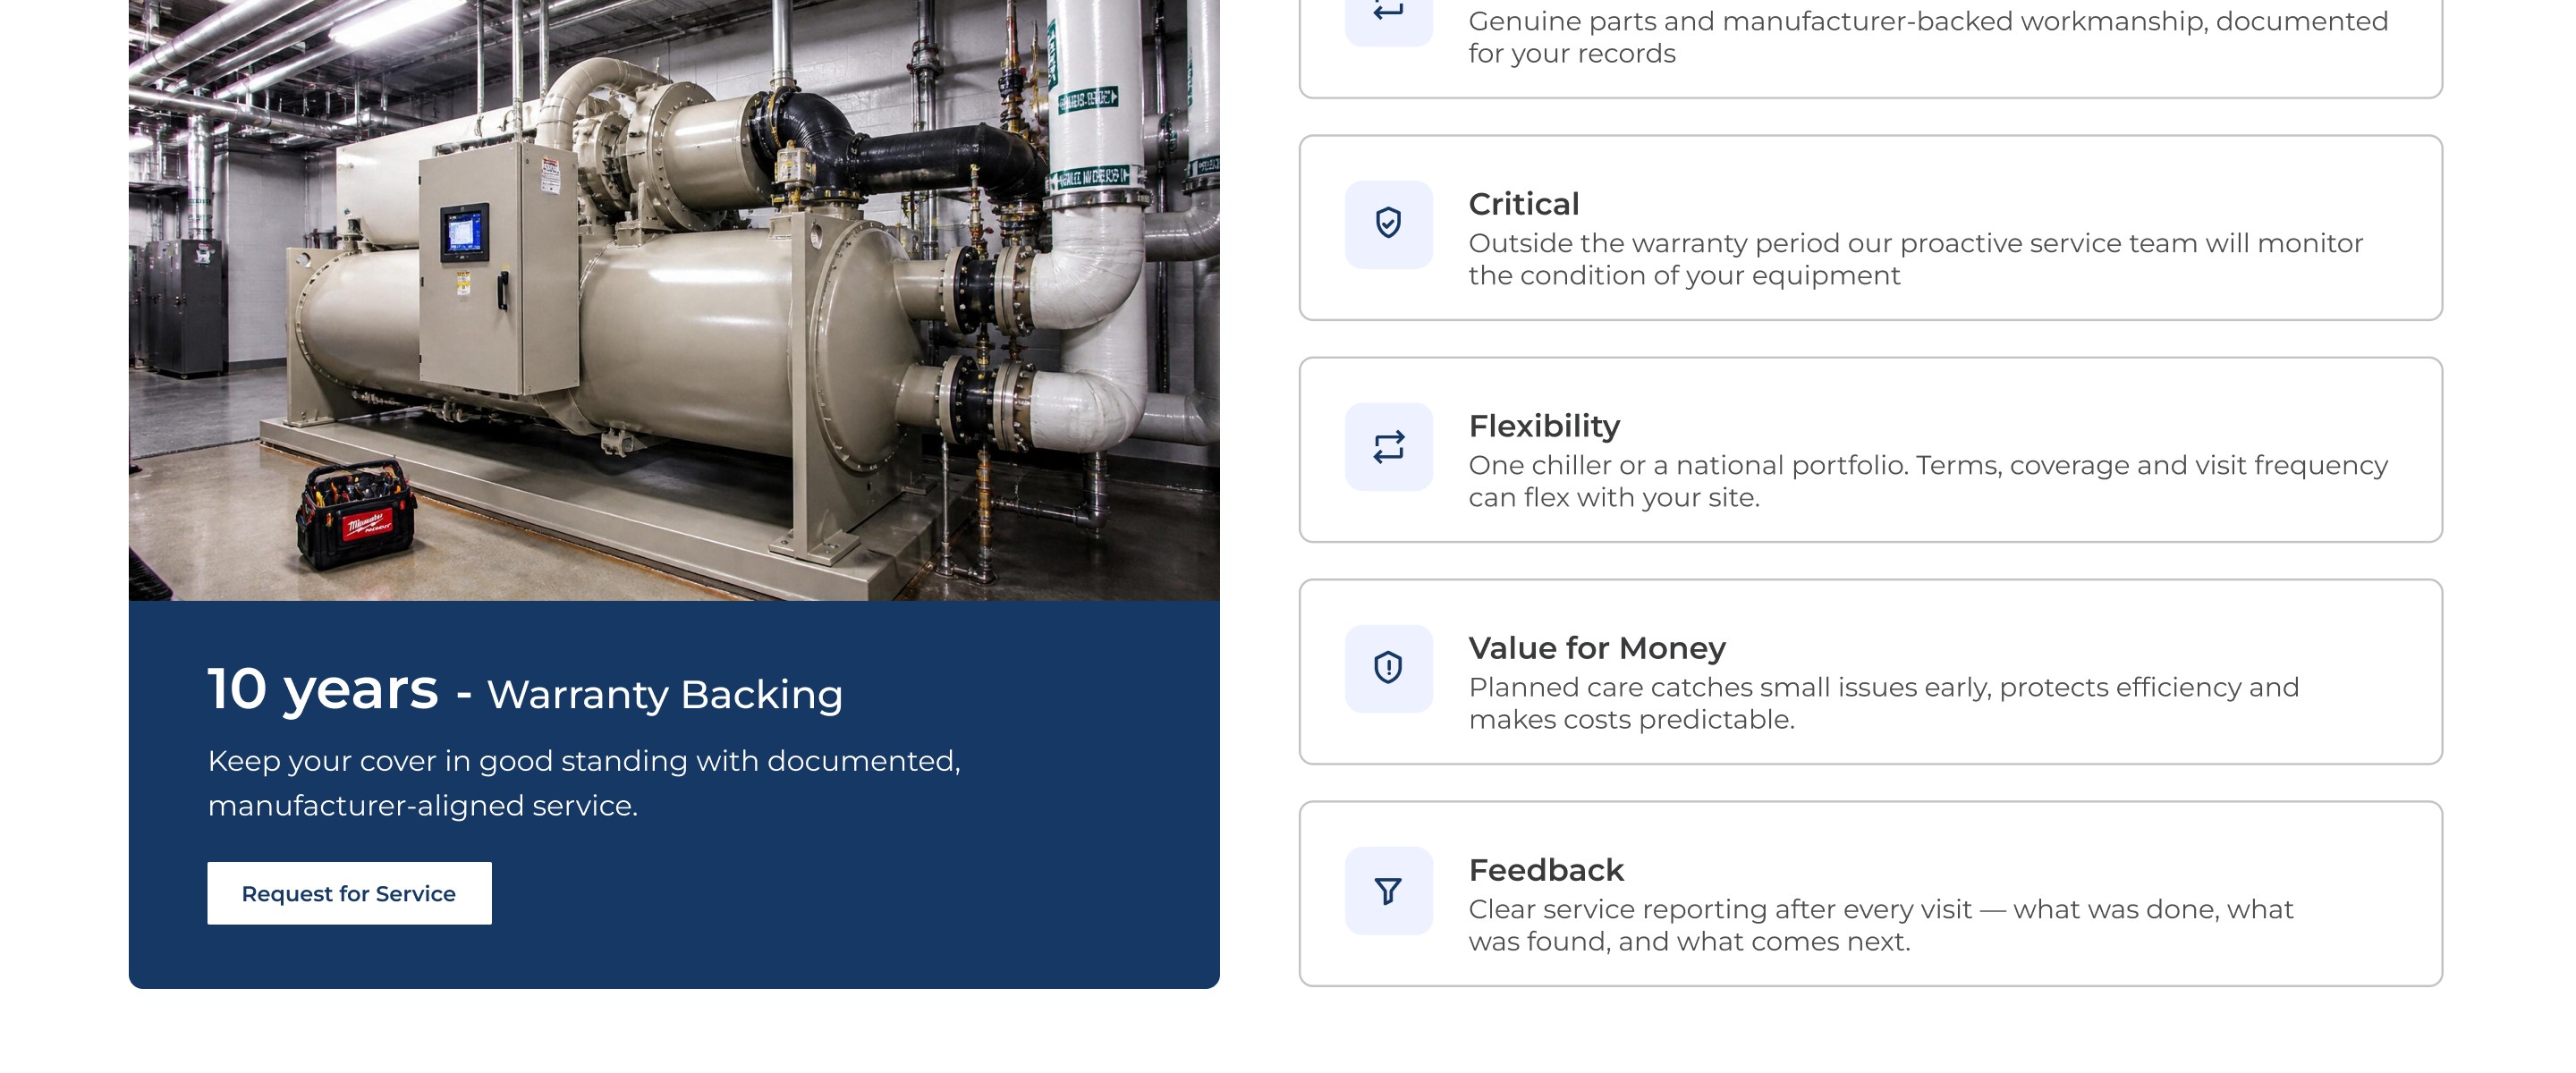 Milwaukee
10 years - Warranty Backing
Keep your cover in good standing with documented,
manufacturer-aligned service.
Request for Service
Genuine parts and manufacturer-backed workmanship, documented
for your records
Critical
Outside the warranty period our proactive service team will monitor
the condition of your equipment
Flexibility
One chiller or a national portfolio. Terms, coverage and visit frequency
can flex with your site.
Value for Money
Planned care catches small issues early, protects efficiency and
makes costs predictable.
Feedback
Clear service reporting after every visit — what was done, what
was found, and what comes next.